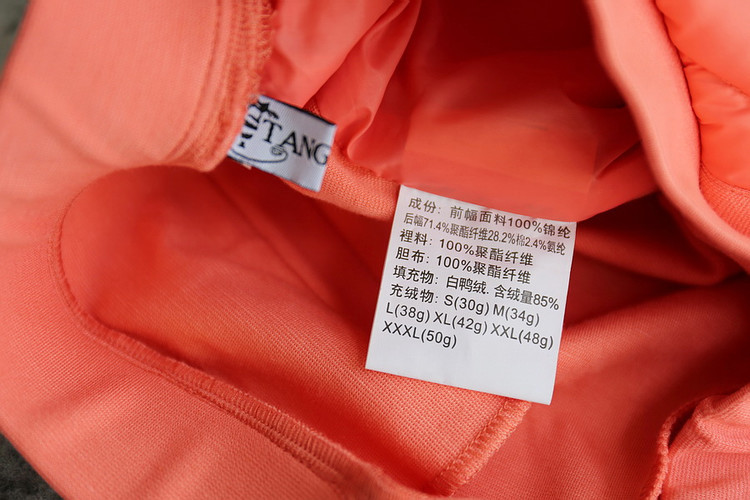 TANG
成份: 前幅面料100%锦纶
后幅71.4%聚酯纤维28.2%棉2.4%氨纶
裡料: 100%聚酯纤维
胆布: 100%聚酯纤维
填充物: 白鸭绒, 含绒量85%
充绒物: S(30g) M(34g)
L(38g) XL(42g) XXL(48g)
XXXL(50g)